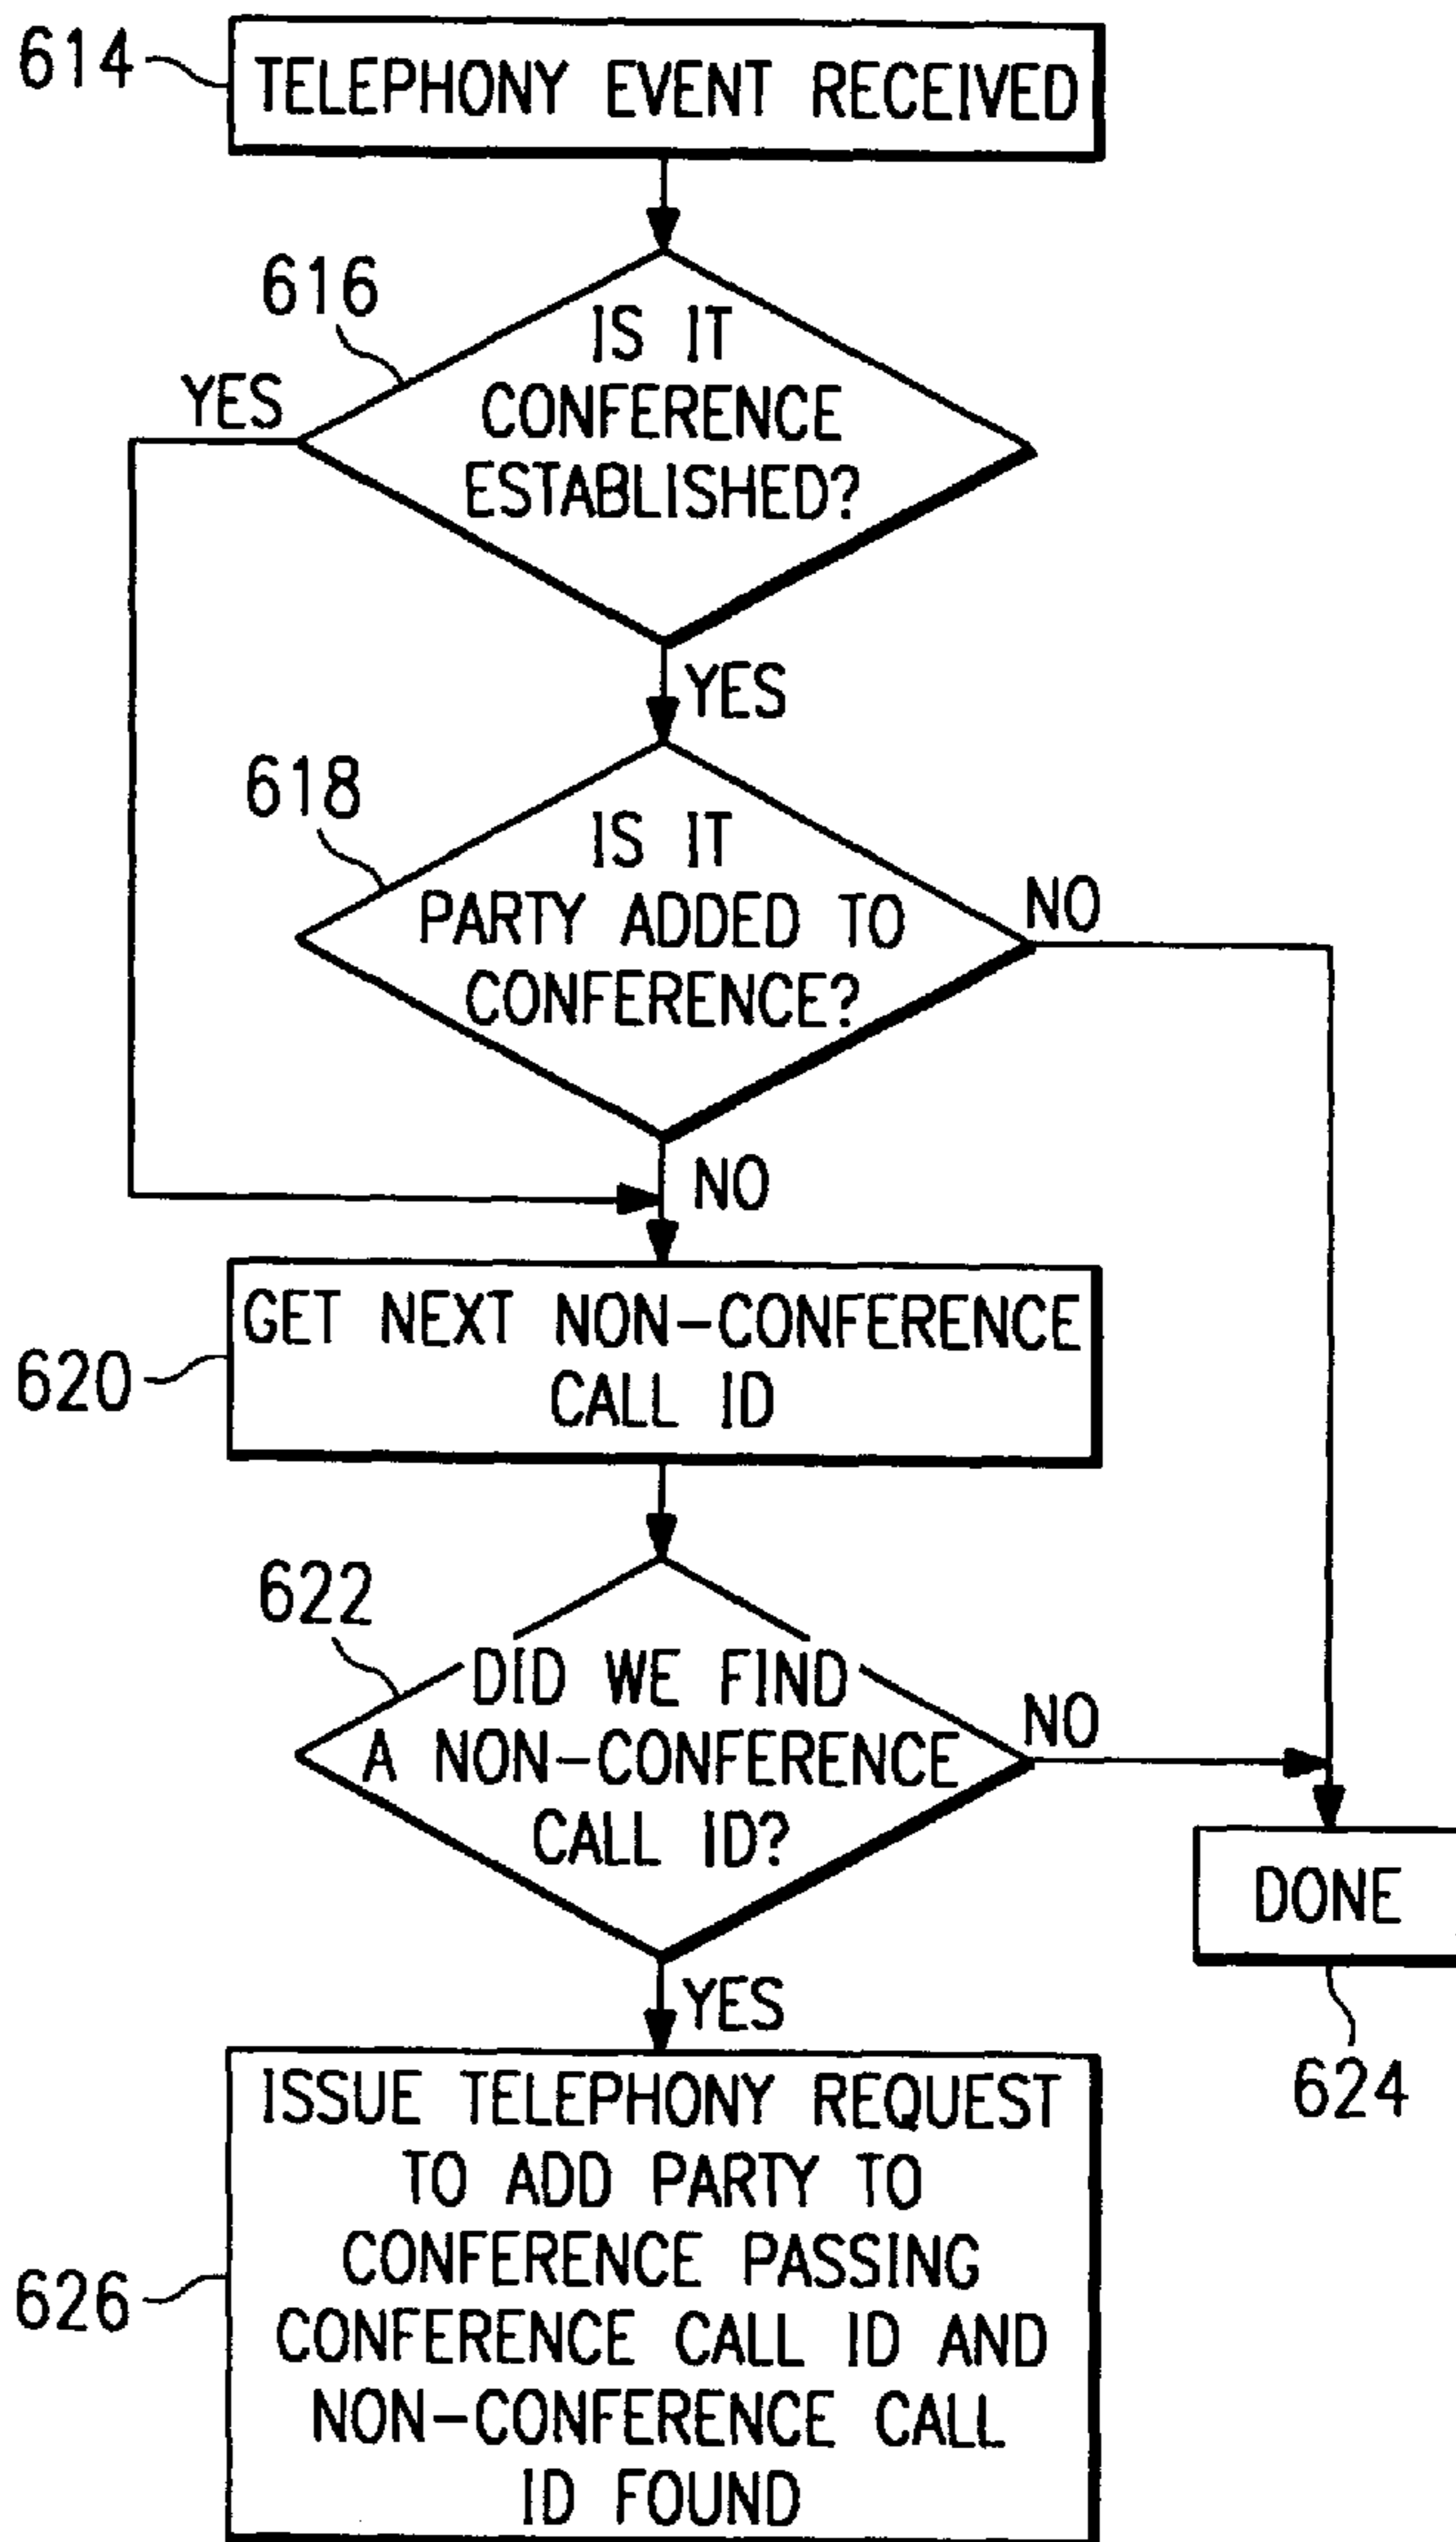 614
TELEPHONY EVENT RECEIVED
616
IS IT
CONFERENCE
ESTABLISHED?
YES
YES
618
IS IT
PARTY ADDED TO
CONFERENCE?
NO
NO
620
GET NEXT NON-CONFERENCE
CALL ID
622
DID WE FIND
A NON-CONFERENCE
CALL ID?
NO
YES
DONE
624
626
ISSUE TELEPHONY REQUEST
TO ADD PARTY TO
CONFERENCE PASSING
CONFERENCE CALL ID AND
NON-CONFERENCE CALL
ID FOUND